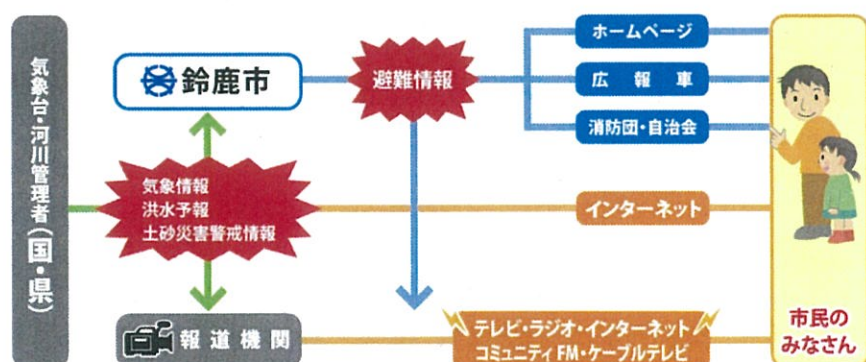 気象台・河川管理者（国・県）
鈴鹿市
避難情報
ホームページ
広報車
消防団・自治会
気象情報
洪水予報
土砂災害警戒情報
インターネット
報道機関
テレビ・ラジオ・インターネット
コミュニティFM・ケーブルテレビ
市民の
みなさん